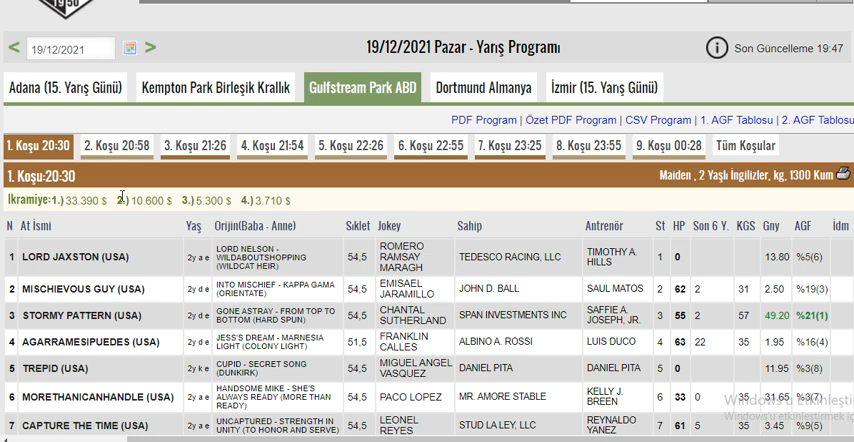 1950
< 19/12/2021 > 19/12/2021 Pazar - Yarış Programı Son Güncelleme 19:47
Adana (15. Yarış Günü) Kempton Park Birleşik Krallık Gulfstream Park ABD Dortmund Almanya İzmir (15. Yarış Günü)
PDF Program | Özet PDF Program | CSV Program | 1. AGF Tablosu | 2. AGF Tablosu
1. Koşu 20:30 2. Koşu 20:58 3. Koşu 21:26 4. Koşu 21:54 5. Koşu 22:26 6. Koşu 22:55 7. Koşu 23:25 8. Koşu 23:55 9. Koşu 00:28 Tüm Koşular
1. Koşu:20:30 Maiden , 2 Yaşlı İngilizler, kg, 1300 Kum
Ikramiye:1.) 33.390 $ 2.) 10.600 $ 3.) 5.300 $ 4.) 3.710 $
N At İsmi Yaş Orijin(Baba - Anne) Sıklet Jokey Sahip Antrenör St HP Son 6 Y. KGS Gny AGF İdm
1 LORD JAXSTON (USA) 2y a e LORD NELSON - WILDABOUTSHOPPING (WILDCAT HEIR) 54,5 ROMERO RAMSAY MARAGH TEDESCO RACING, LLC TIMOTHY A. HILLS 1 0 13.80 %5(6)
2 MISCHIEVOUS GUY (USA) 2y d e INTO MISCHIEF - KAPPA GAMA (ORIENTATE) 54,5 EMISAEL JARAMILLO JOHN D. BALL SAUL MATOS 2 62 2 31 2.50 %19(3)
3 STORMY PATTERN (USA) 2y d e GONE ASTRAY - FROM TOP TO BOTTOM (HARD SPUN) 54,5 CHANTAL SUTHERLAND SPAN INVESTMENTS INC SAFFIE A. JOSEPH, JR. 3 55 2 57 49.20 %21(1)
4 AGARRAMESIPUEDES (USA) 2y d e JESS'S DREAM - MARNESIA LIGHT (COLONY LIGHT) 51,5 FRANKLIN CALLES ALBINO A. ROSSI LUIS DUCO 4 63 22 35 1.95 %16(4)
5 TREPID (USA) 2y k e CUPID - SECRET SONG (DUNKIRK) 54,5 MIGUEL ANGEL VASQUEZ DANIEL PITA DANIEL PITA 5 0 11.95 %3(8)
6 MORETHANICANHANDLE (USA) 2y a e HANDSOME MIKE - SHE'S ALWAYS READY (MORE THAN READY) 54,5 PACO LOPEZ MR. AMORE STABLE KELLY J. BREEN 6 33 0 35 31.65 %3(7)
7 CAPTURE THE TIME (USA) 2y a e UNCAPTURED - STRENGTH IN UNITY (TO HONOR AND SERVE) 54,5 LEONEL REYES STUD LA LEY, LLC REYNALDO YANEZ 7 61 5 35 3.45 %9(5)
Windows'u Etkinleşti
Windows'u etkinleştirmek iç